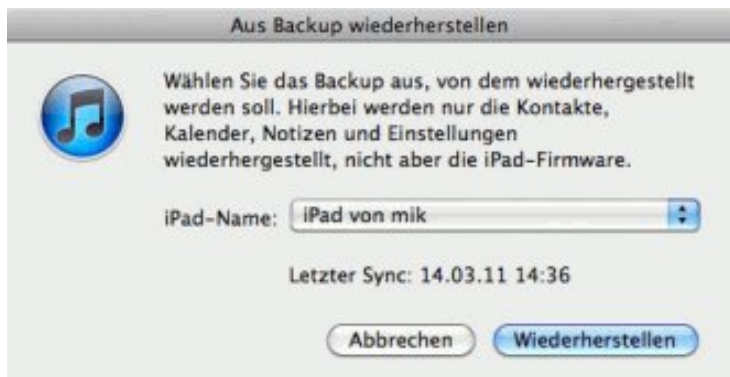 Aus Backup wiederherstellen
Wählen Sie das Backup aus, von dem wiederhergestellt
werden soll. Hierbei werden nur die Kontakte,
Kalender, Notizen und Einstellungen
wiederhergestellt, nicht aber die iPad-Firmware.
iPad-Name: iPad von mik
Letzter Sync: 14.03.11 14:36
Abbrechen Wiederherstellen